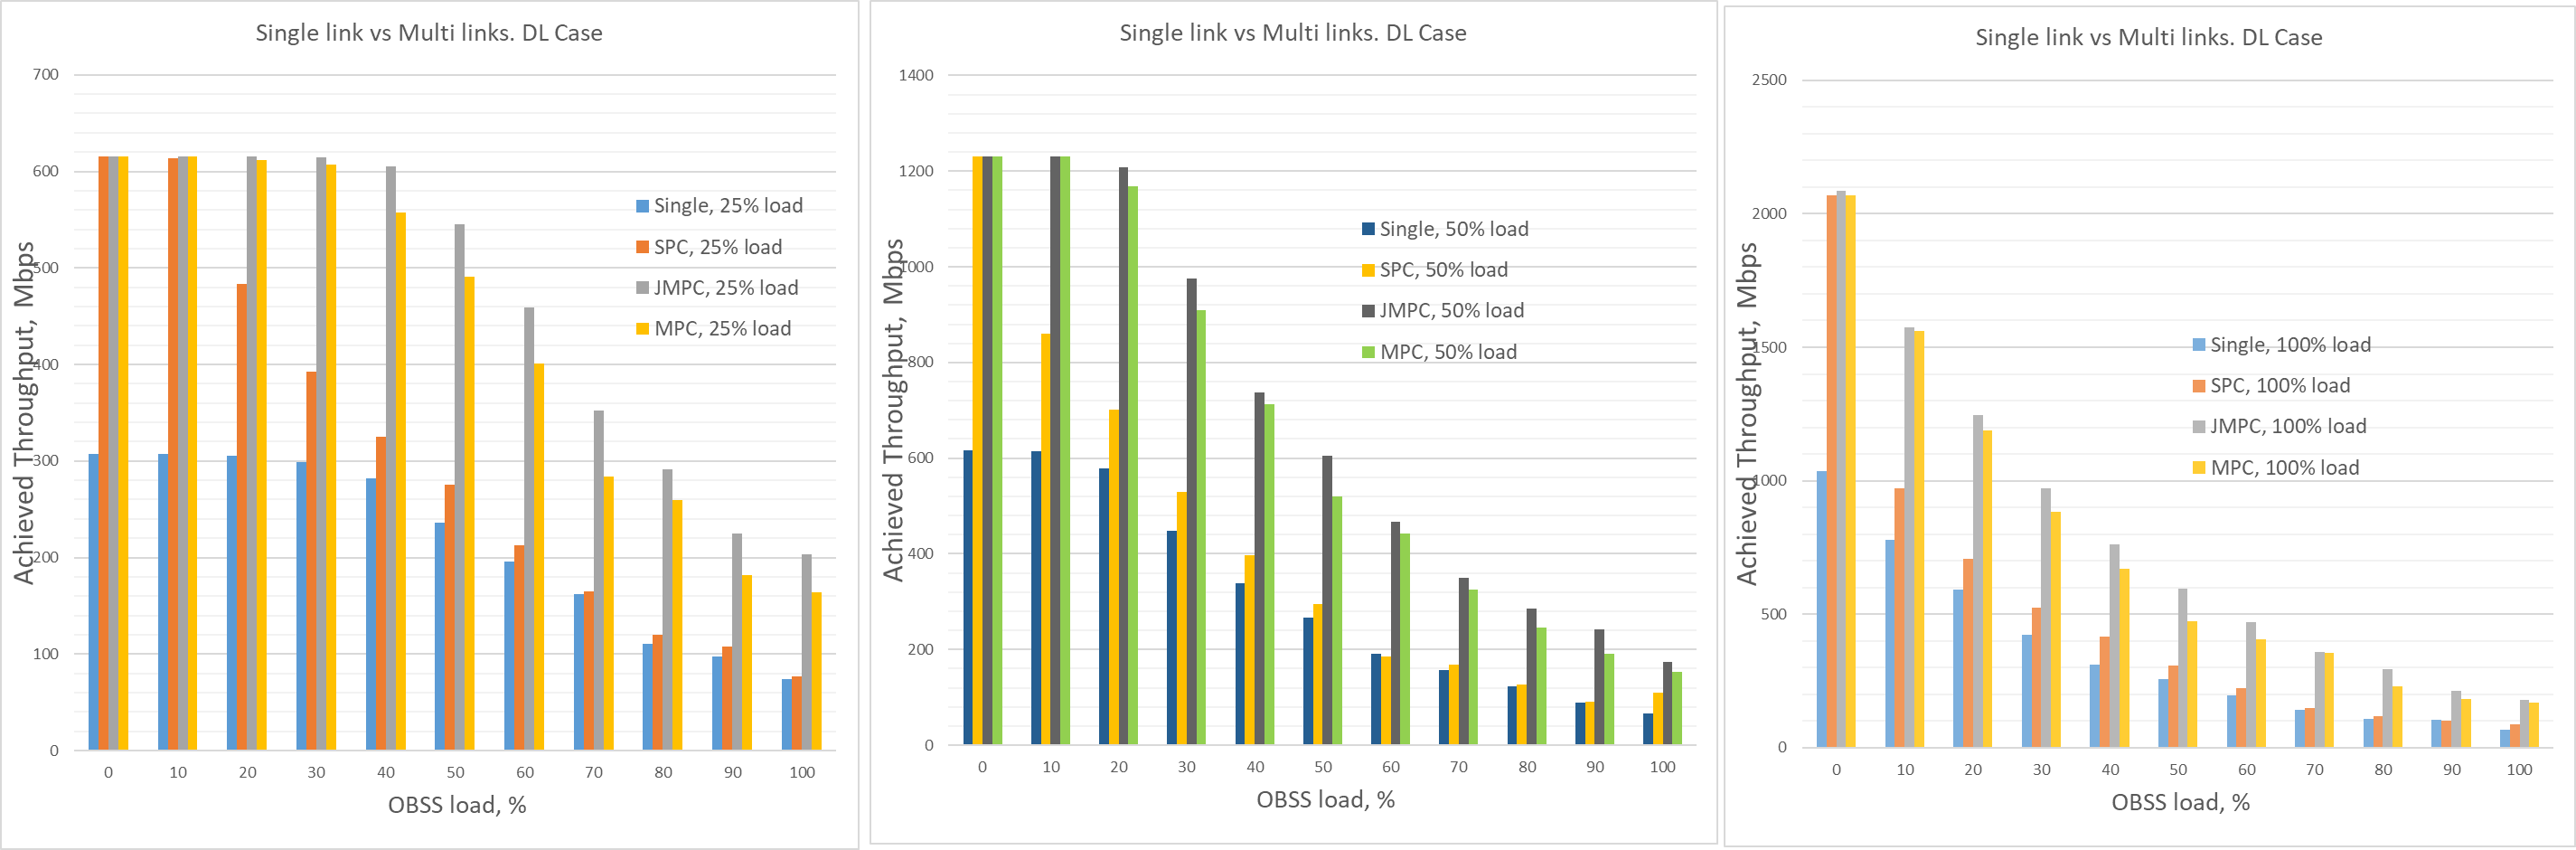 Single link vs Multi links. DL Case
700
600
500
400
300
200
100
0
Achieved Throughput, Mbps
Single, 25% load
SPC, 25% load
JMPC, 25% load
MPC, 25% load
0 10 20 30 40 50 60 70 80 90 100
OBSS load, %
Single link vs Multi links. DL Case
1400
1200
1000
800
600
400
200
0
Achieved Throughput, Mbps
Single, 50% load
SPC, 50% load
JMPC, 50% load
MPC, 50% load
0 10 20 30 40 50 60 70 80 90 100
OBSS load, %
Single link vs Multi links. DL Case
2500
2000
1500
1000
500
0
Achieved Throughput, Mbps
Single, 100% load
SPC, 100% load
JMPC, 100% load
MPC, 100% load
0 10 20 30 40 50 60 70 80 90 100
OBSS load, %